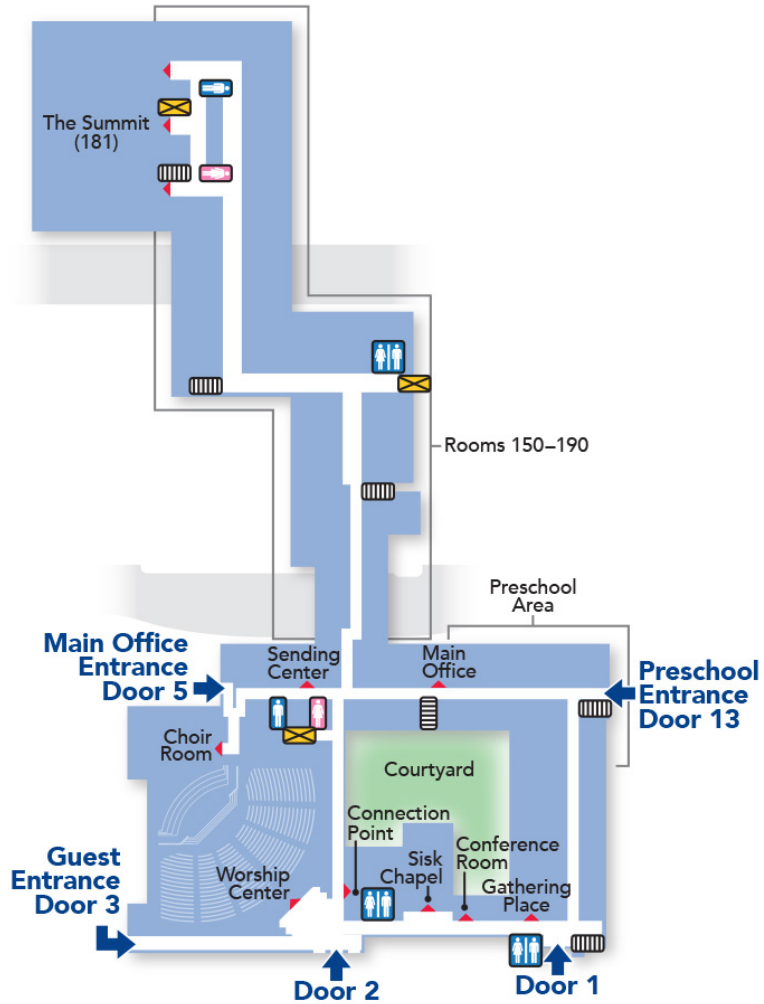 The Summit
(181)
Rooms 150–190
Preschool
Area
Main Office
Entrance
Door 5
Sending
Center
Main
Office
Preschool
Entrance
Door 13
Choir
Room
Courtyard
Connection
Point
Conference
Room
Sisk
Chapel
Guest
Entrance
Door 3
Worship
Center
Gathering
Place
Door 2
Door 1